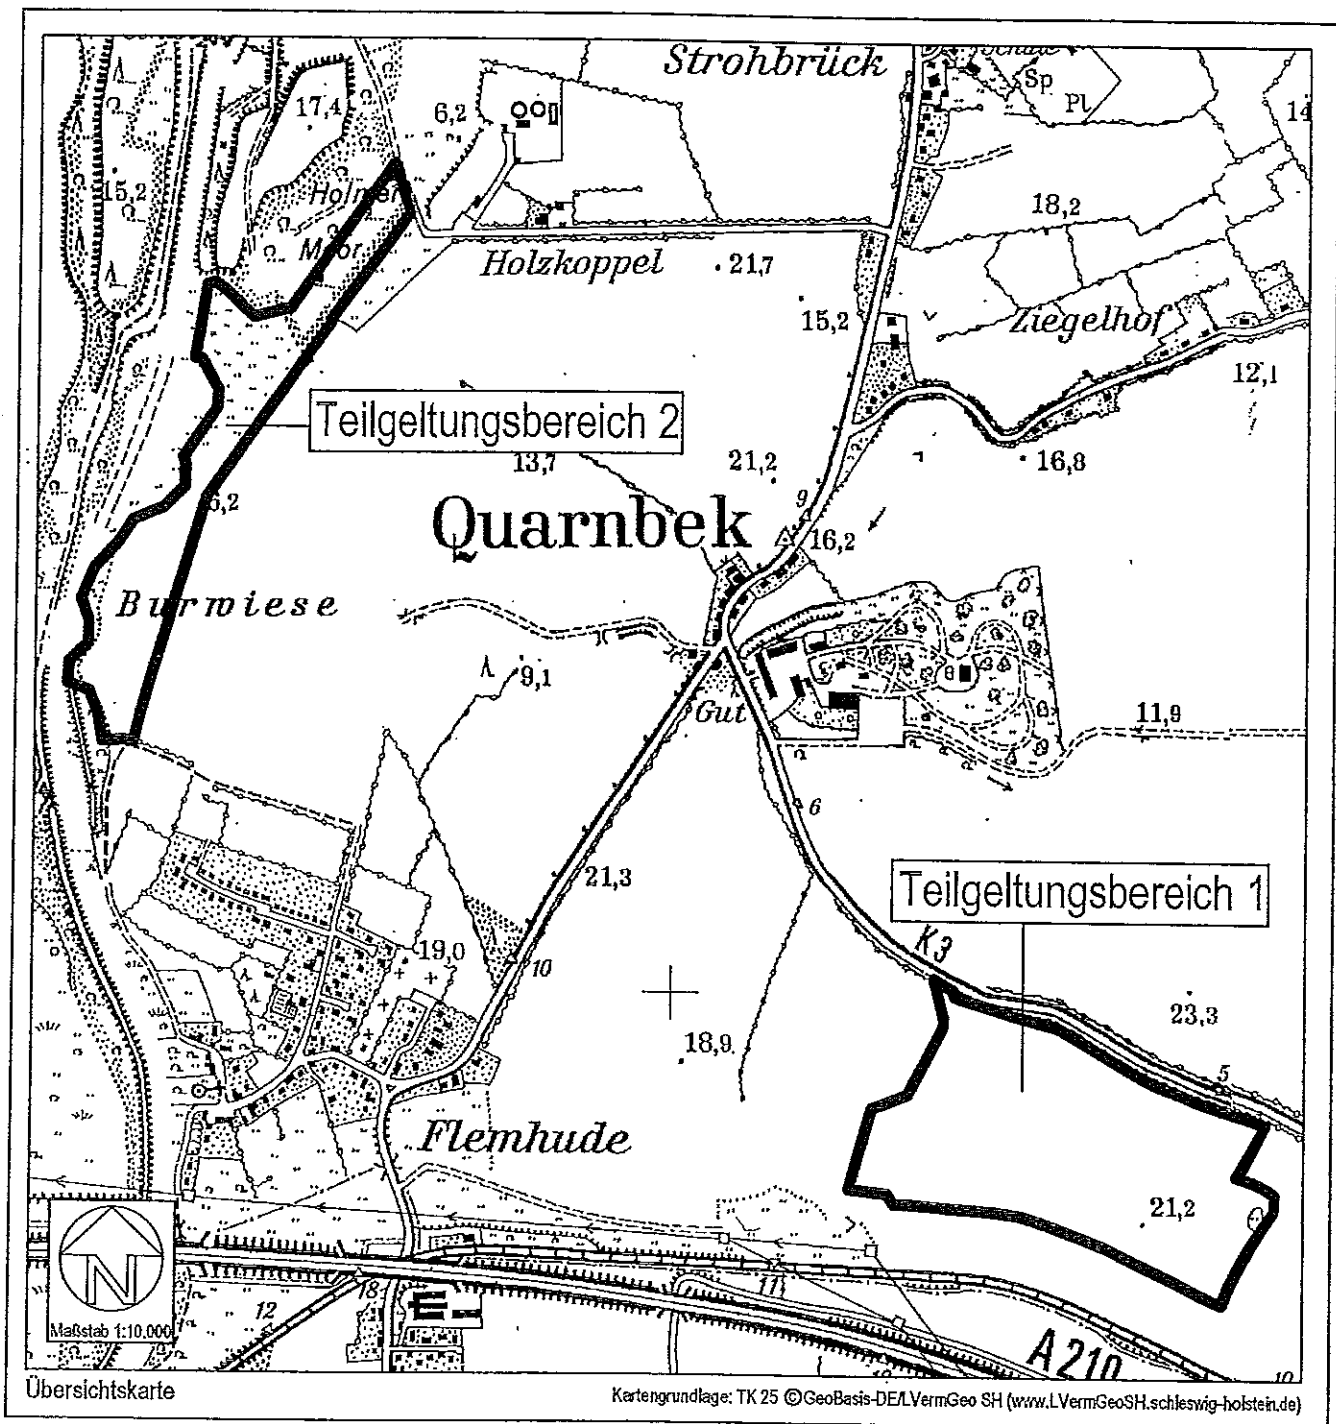 Strohbrück
Sp
Pl
17,4
6,2
14
15,2
Holmer
Moor
18,2
Holzkoppel
21,7
15,2
Ziegelhof
12,1
Teilgeltungsbereich 2
13,7
21,2
16,8
6,2
Quarnbek
9
16,2
Burwiese
9,1
Gut
11,9
6
21,3
Teilgeltungsbereich 1
19,0
10
K3
23,3
18,9
5
Flemhude
21,2
N
Maßstab 1:10.000
12
18
11
A 210
10
Übersichtskarte
Kartengrundlage: TK 25 ©GeoBasis-DE/LVermGeo SH (www.LVermGeoSH.schleswig-holstein.de)